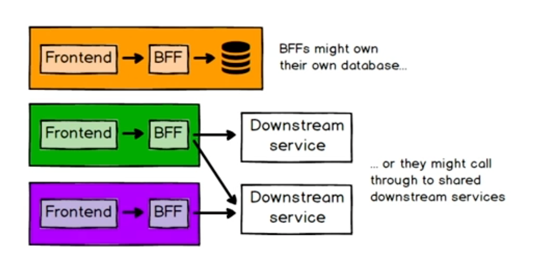 Frontend
BFF
BFFs might own
their own database...
Frontend
BFF
Downstream
service
... or they might call
through to shared
downstream services
Frontend
BFF
Downstream
service